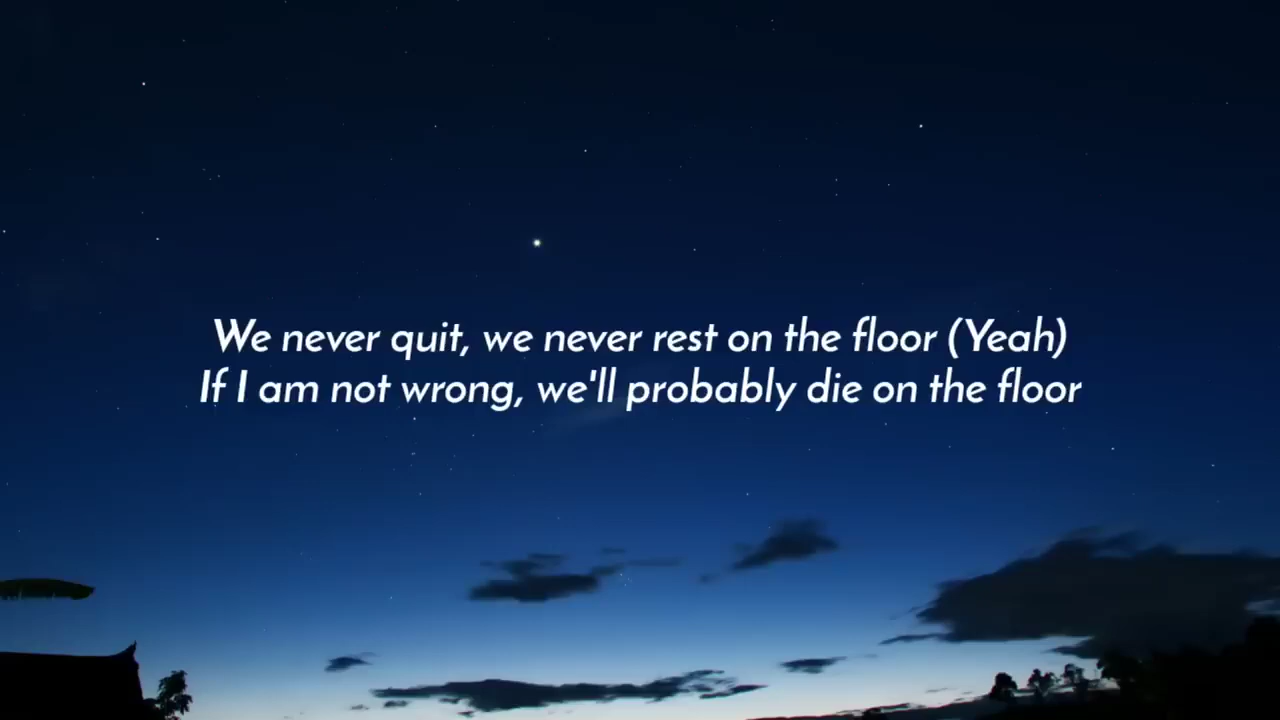 We never quit, we never rest on the floor (Yeah)
If I am not wrong, we'll probably die on the floor